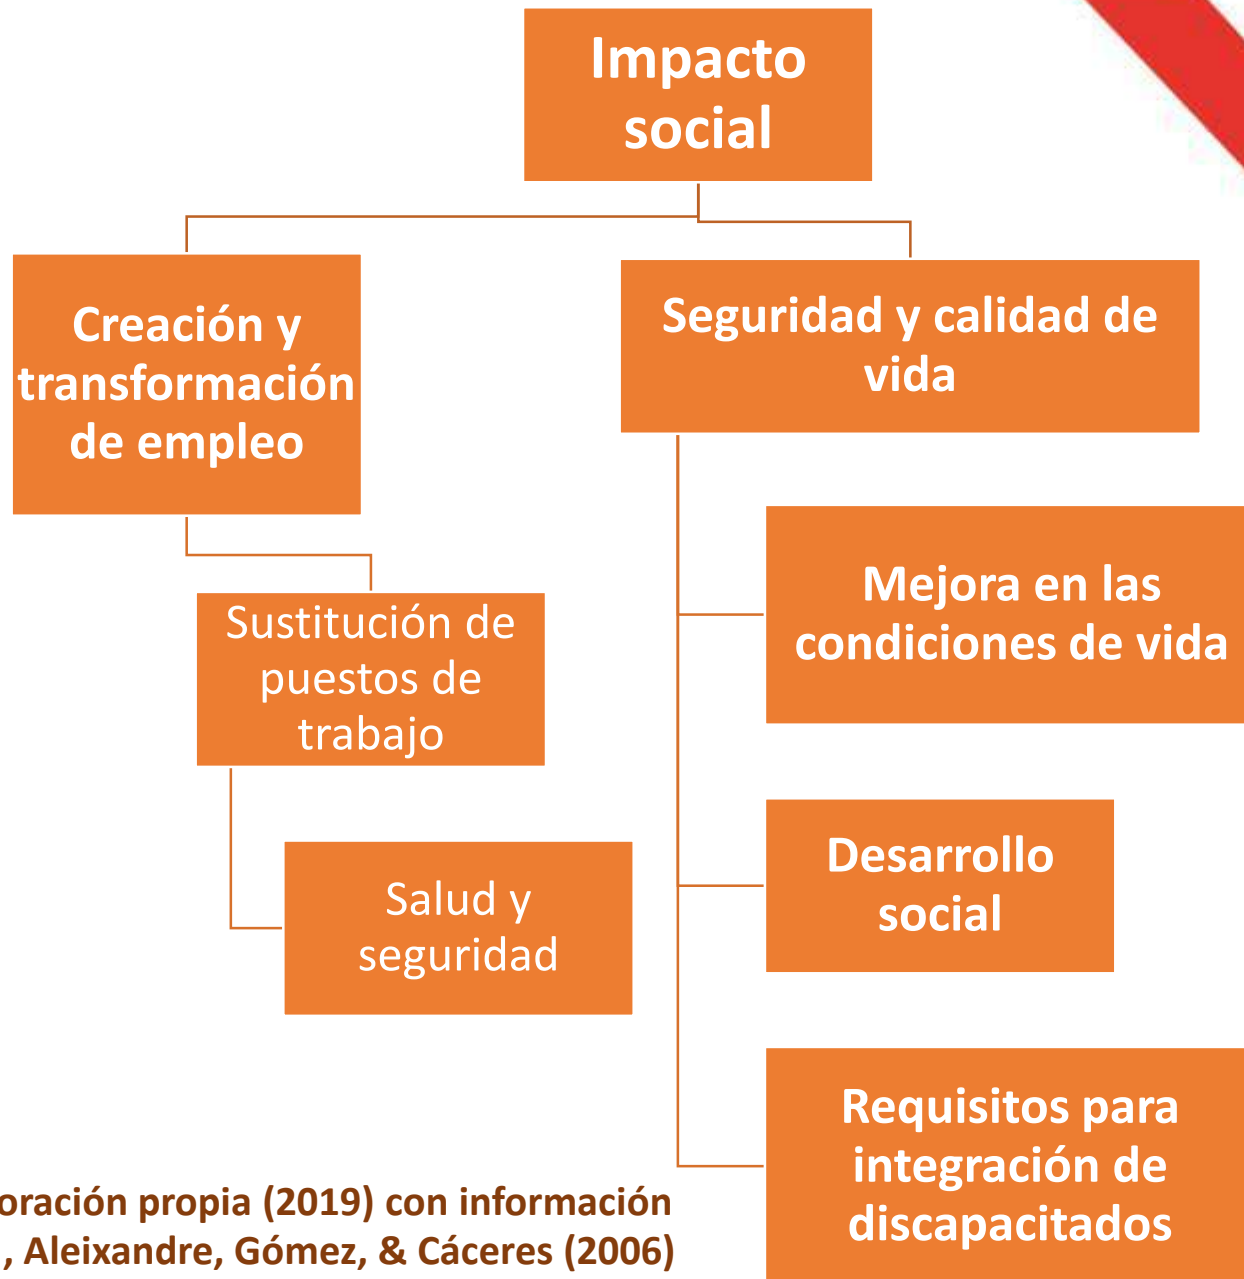 Impacto
social
Creación y
transformación
de empleo
Sustitución de
puestos de
trabajo
Salud y
seguridad
Seguridad y calidad de
vida
Mejora en las
condiciones de vida
Desarrollo
social
Requisitos para
integración de
discapacitados
propia (2019) con información
, Aleixandre, Gómez, & Cáceres (2006)